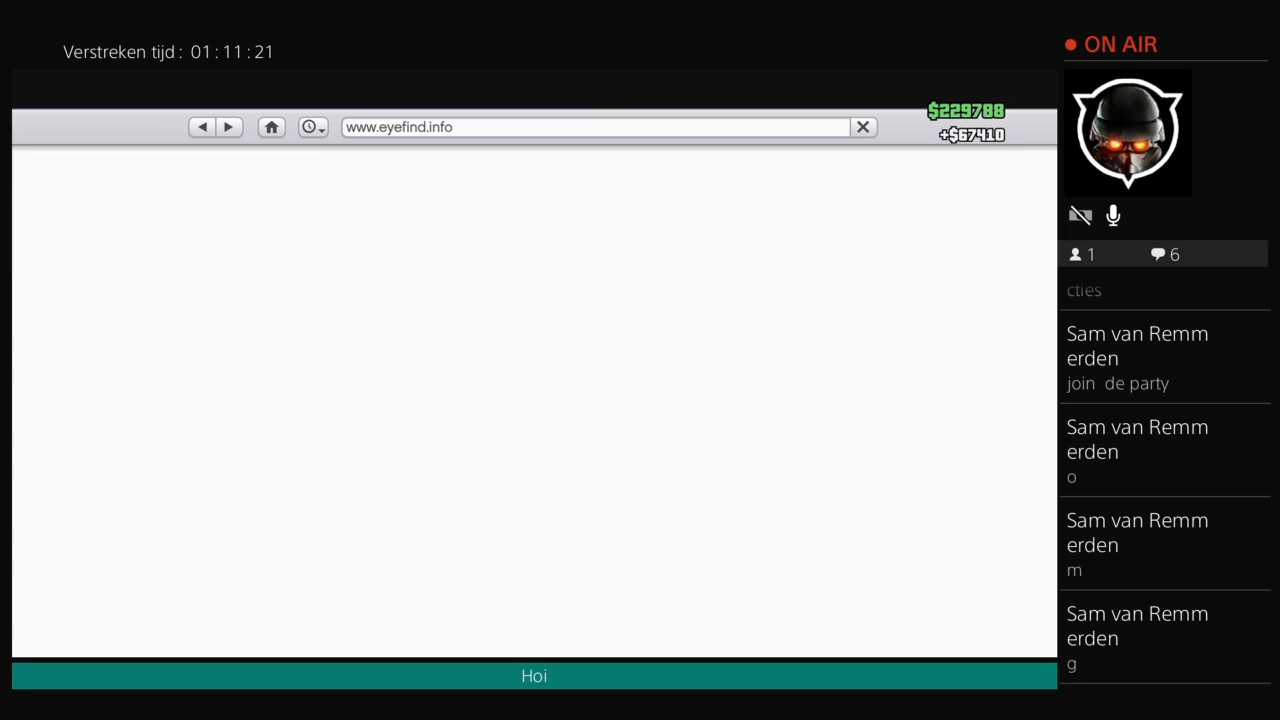 Verstreken tijd: 01:11:21
ON AIR
www.eyefind.info
$229788
+$67410
1
6
cties
Sam van Remm
erden
join de party
Sam van Remm
erden
o
Sam van Remm
erden
m
Sam van Remm
erden
g
Hoi